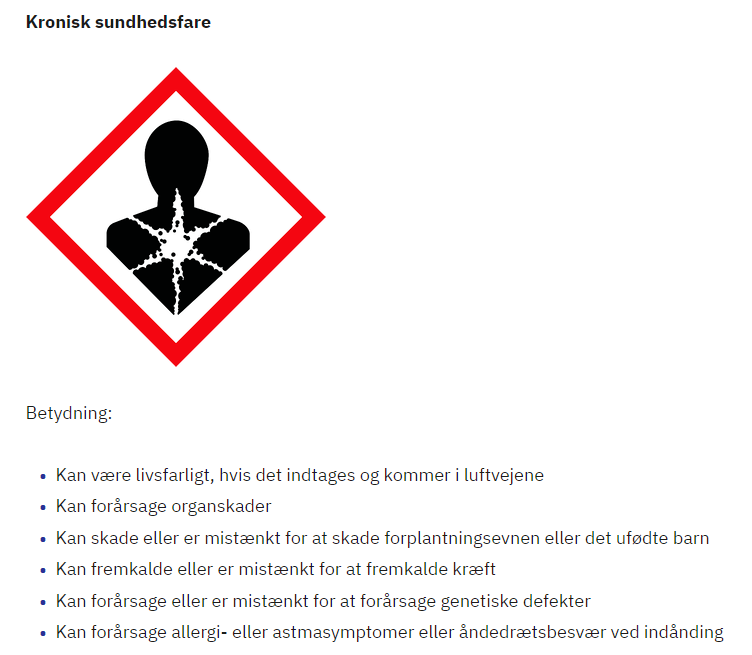 Kronisk sundhedsfare
Betydning:
• Kan være livsfarligt, hvis det indtages og kommer i luftvejene
• Kan forårsage organskader
• Kan skade eller er mistænkt for at skade forplantningsevnen eller det ufødte barn
• Kan fremkalde eller er mistænkt for at fremkalde kræft
• Kan forårsage eller er mistænkt for at forårsage genetiske defekter
• Kan forårsage allergi- eller astmasymptomer eller åndedrætsbesvær ved indånding